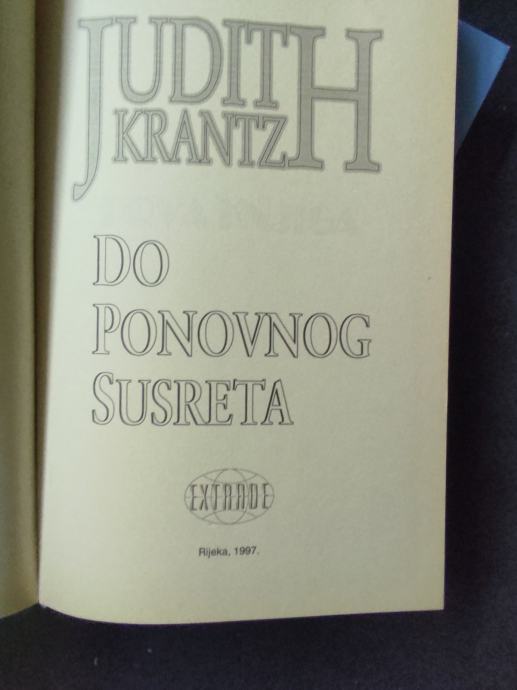 JUDITH
KRANTZ
DO
PONOVNOG
SUSRETA
EXTRADE
Rijeka, 1997.